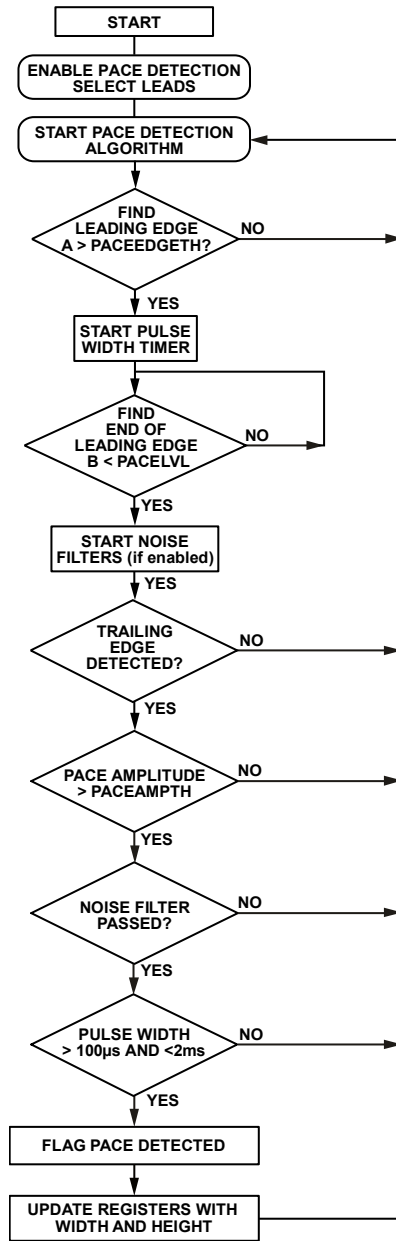 START
ENABLE PACE DETECTION
SELECT LEADS
START PACE DETECTION
ALGORITHM
FIND
LEADING EDGE
A > PACEEDGETH?
NO
YES
START PULSE
WIDTH TIMER
FIND
END OF
LEADING EDGE
B < PACELVL
NO
YES
START NOISE
FILTERS (if enabled)
YES
TRAILING
EDGE
DETECTED?
NO
YES
PACE AMPLITUDE
> PACEAMPTH
NO
YES
NOISE FILTER
PASSED?
NO
YES
PULSE WIDTH
> 100µs AND <2ms
NO
YES
FLAG PACE DETECTED
UPDATE REGISTERS WITH
WIDTH AND HEIGHT